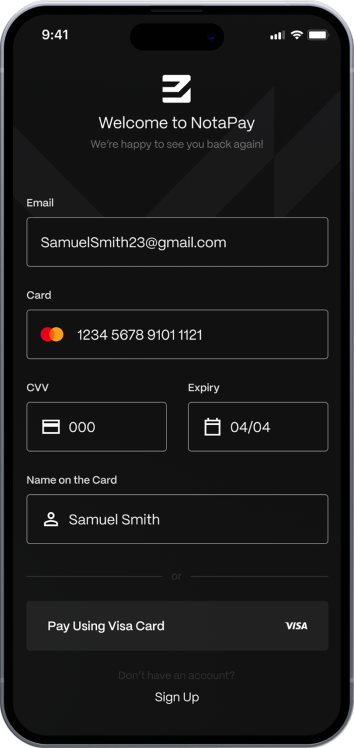 9:41
Welcome to NotaPay
We're happy to see you back again!
Email
SamuelSmith23@gmail.com
Card
1234 5678 9101 1121
CVV
Expiry
000
04/04
Name on the Card
Samuel Smith
or
Pay Using Visa Card
VISA
Don't have an account?
Sign Up